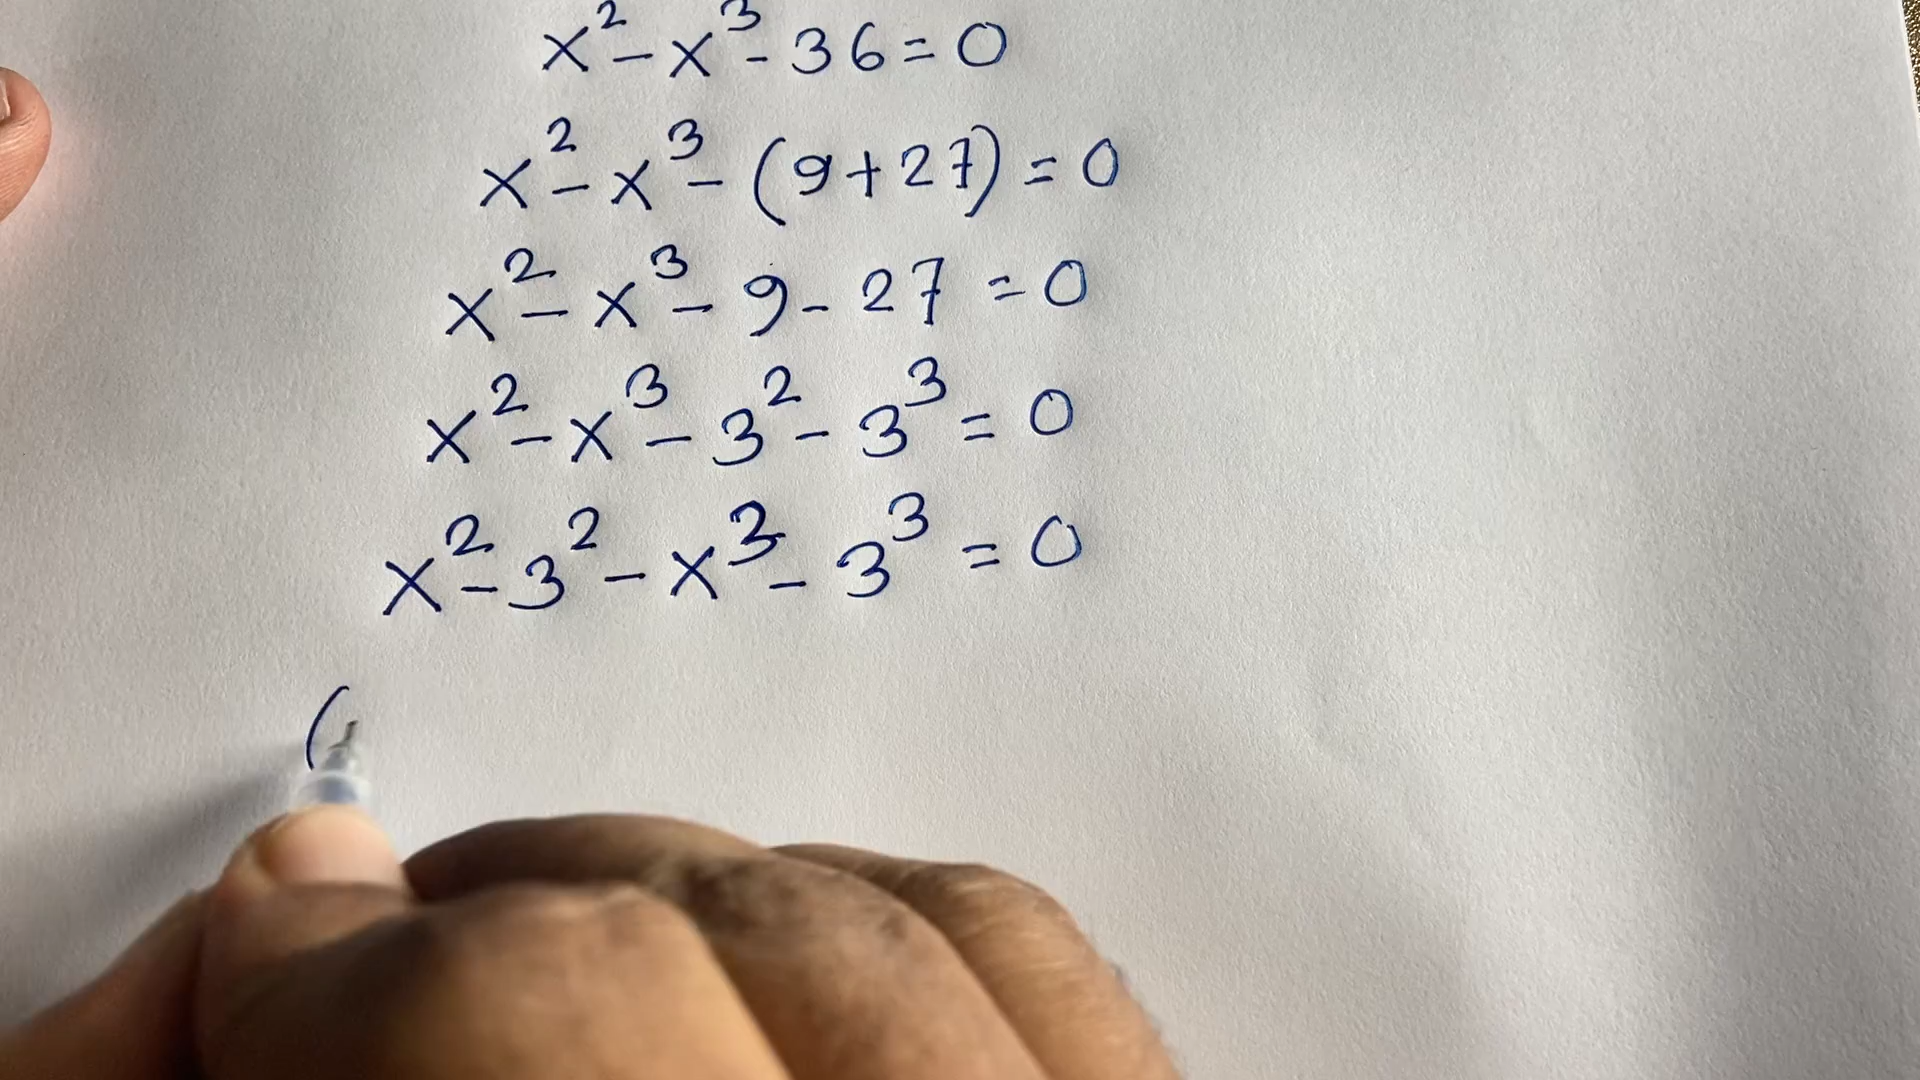 x² - x³ - 36 = 0
x² - x³ - (9 + 27) = 0
x² - x³ - 9 - 27 = 0
x² - x³ - 3² - 3³ = 0
x² - 3² - x³ - 3³ = 0
(